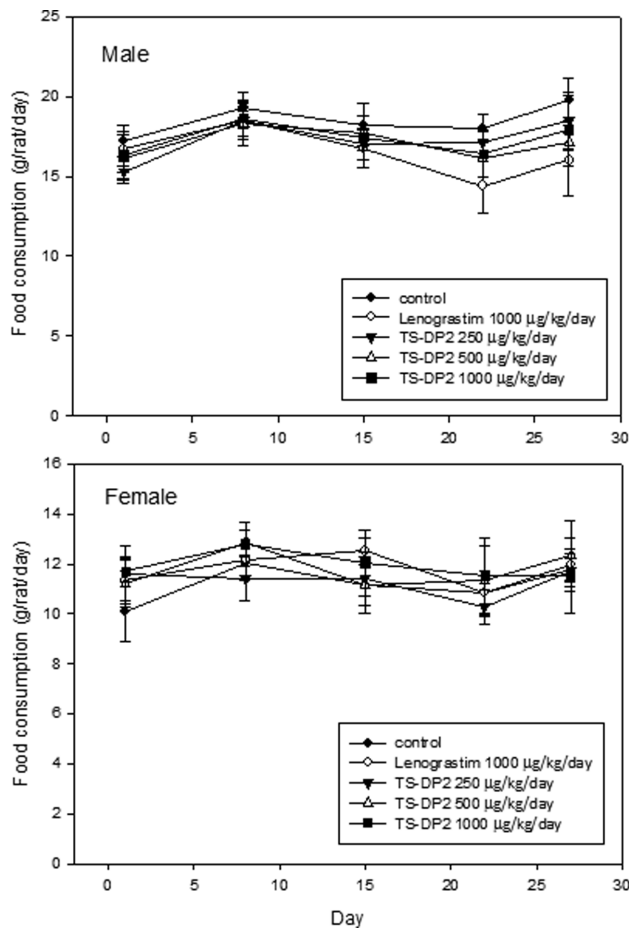 Male
Food consumption (g/rat/day)
25
20
15
10
5
0
control
Lenograstim 1000 µg/kg/day
TS-DP2 250 µg/kg/day
TS-DP2 500 µg/kg/day
TS-DP2 1000 µg/kg/day
0 5 10 15 20 25 30
Female
Food consumption (g/rat/day)
16
14
12
10
8
6
4
2
0
control
Lenograstim 1000 µg/kg/day
TS-DP2 250 µg/kg/day
TS-DP2 500 µg/kg/day
TS-DP2 1000 µg/kg/day
0 5 10 15 20 25 30
Day